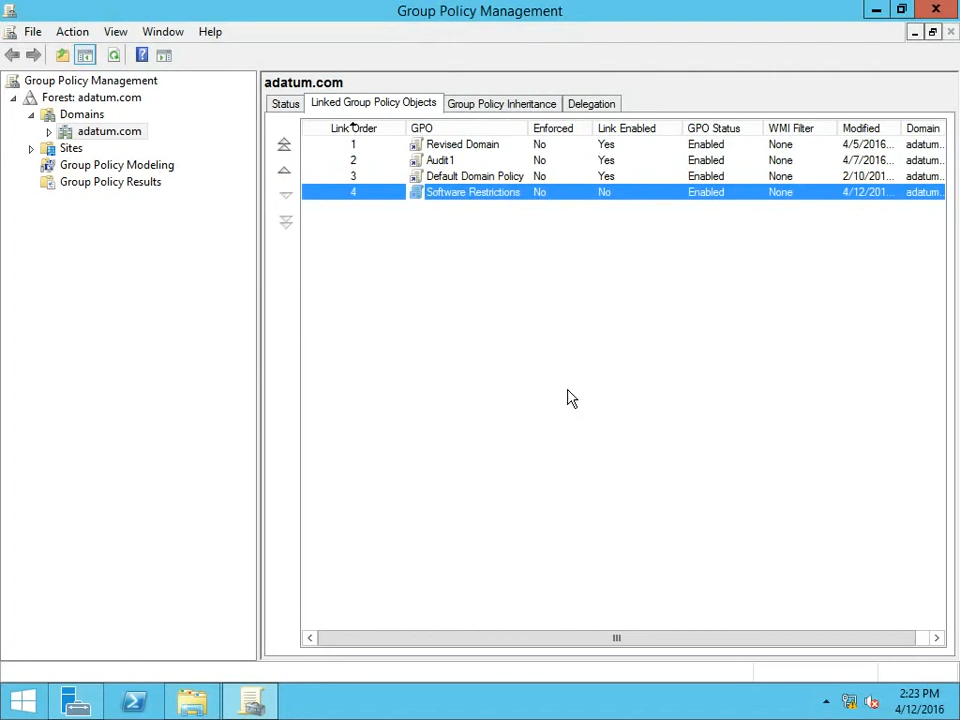 Group Policy Management
File Action View Window Help
Group Policy Management
Forest: adatum.com
Domains
adatum.com
Sites
Group Policy Modeling
Group Policy Results
adatum.com
Status Linked Group Policy Objects Group Policy Inheritance Delegation
Link Order GPO Enforced Link Enabled GPO Status WMI Filter Modified Domain
1 Revised Domain No Yes Enabled None 4/5/2016... adatum..
2 Audit1 No Yes Enabled None 4/7/2016... adatum..
3 Default Domain Policy No Yes Enabled None 2/10/201... adatum..
4 Software Restrictions No No Enabled None 4/12/201... adatum..
2:23 PM
4/12/2016